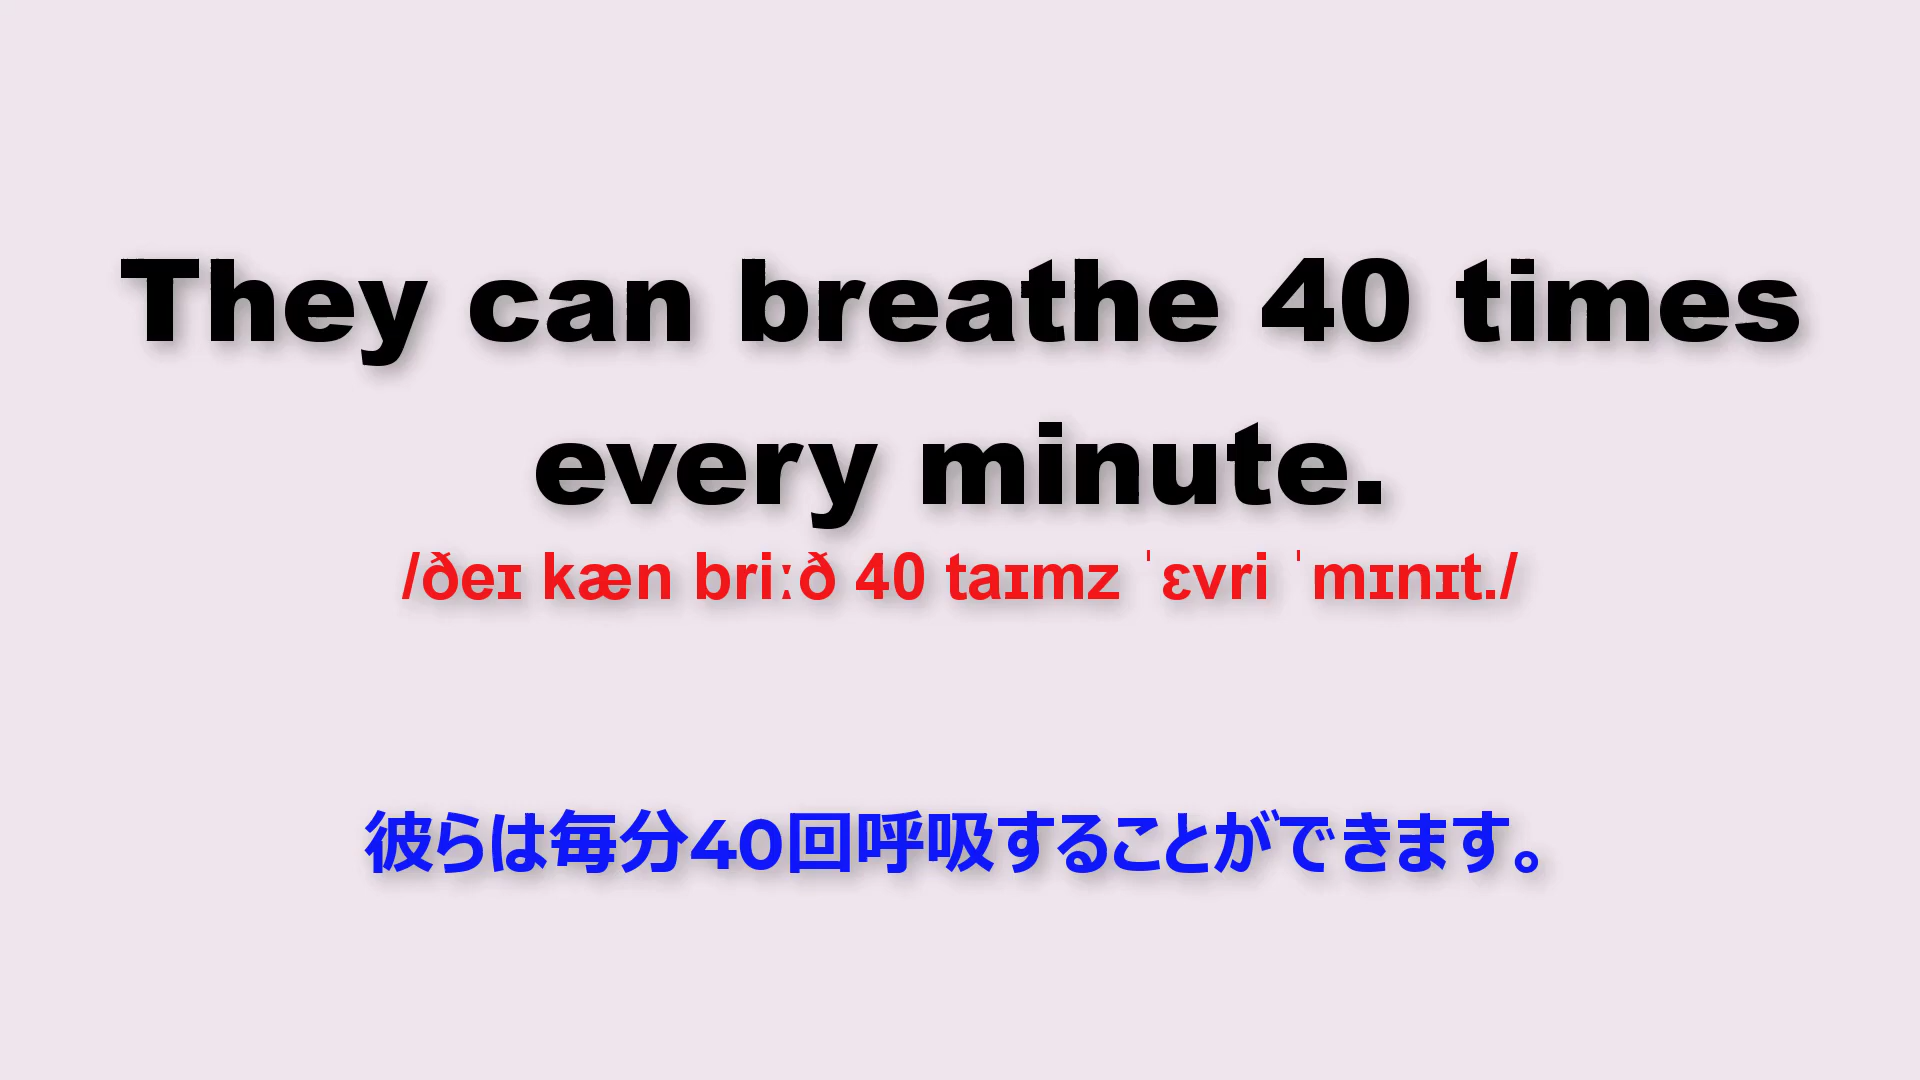 They can breathe 40 times
every minute.
/ðeɪ kæn briːð 40 taɪmz ˈɛvri ˈmɪnɪt./
彼らは毎分40回呼吸することができます。